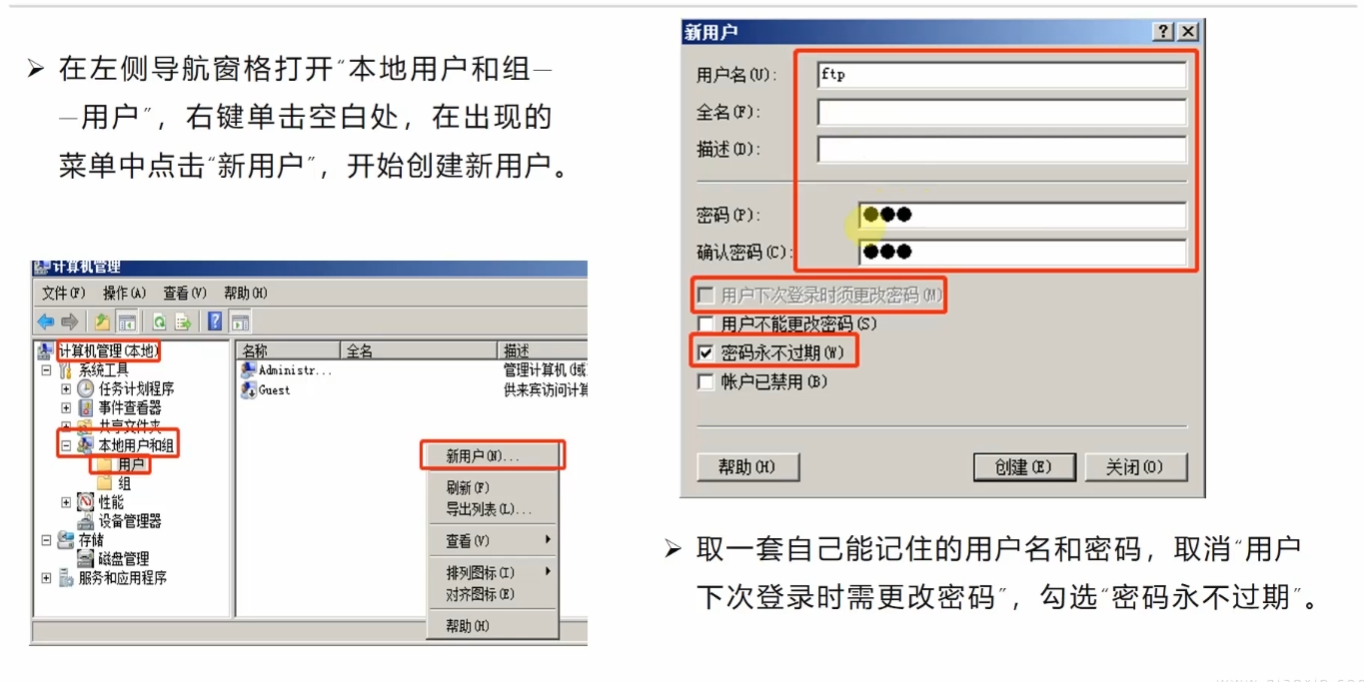 ➢ 在左侧导航窗格打开“本地用户和组—
—用户”，右键单击空白处，在出现的
菜单中点击“新用户”，开始创建新用户。
计算机管理
文件(F) 操作(A) 查看(V) 帮助(H)
计算机管理(本地)
系统工具
任务计划程序
事件查看器
共享文件夹
本地用户和组
用户
组
性能
设备管理器
存储
磁盘管理
服务和应用程序
名称 全名 描述
Administr... 管理计算机(域)
Guest 供来宾访问计算
新用户(N)...
刷新(F)
导出列表(L)...
查看(V)
排列图标(I)
对齐图标(E)
帮助(H)
新用户
用户名(U): ftp
全名(F):
描述(D):
密码(P): ●●●
确认密码(C): ●●●
用户下次登录时须更改密码(M)
用户不能更改密码(S)
密码永不过期(W)
帐户已禁用(B)
帮助(H) 创建(E) 关闭(O)
➢ 取一套自己能记住的用户名和密码，取消“用户
下次登录时需更改密码”，勾选“密码永不过期”。